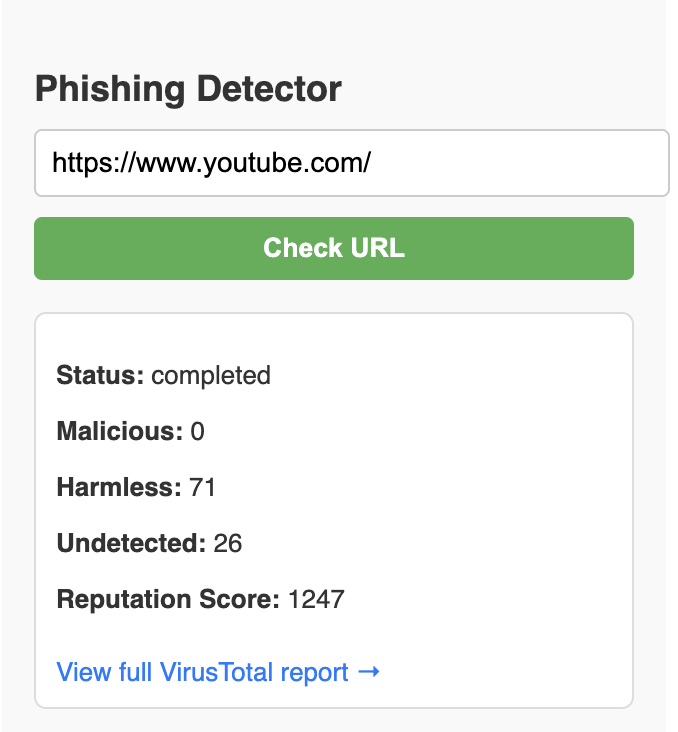 Phishing Detector
https://www.youtube.com/
Check URL
Status: completed
Malicious: 0
Harmless: 71
Undetected: 26
Reputation Score: 1247
View full VirusTotal report →